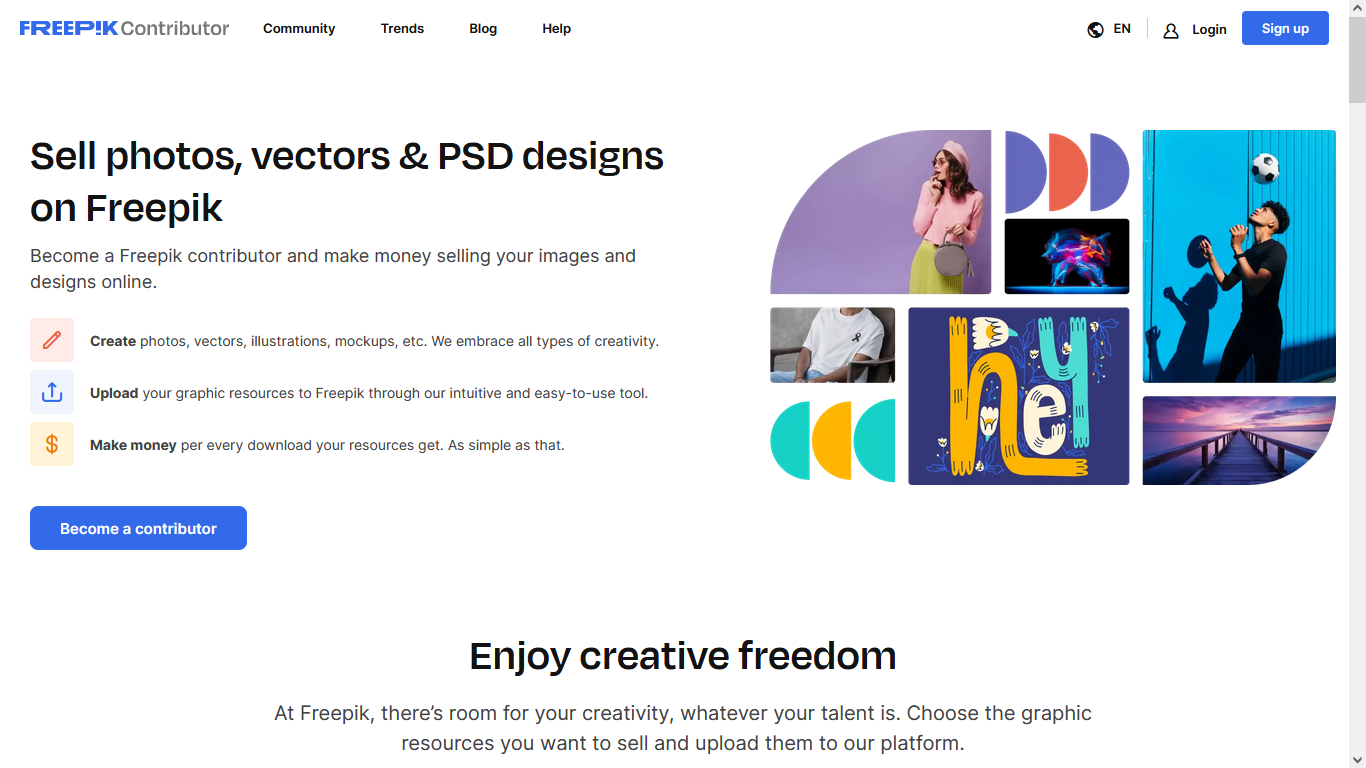 FREEPIK Contributor
Community
Trends
Blog
Help
EN
Login
Sign up
Sell photos, vectors & PSD designs
on Freepik
Become a Freepik contributor and make money selling your images and
designs online.
Create photos, vectors, illustrations, mockups, etc. We embrace all types of creativity.
Upload your graphic resources to Freepik through our intuitive and easy-to-use tool.
$
Make money per every download your resources get. As simple as that.
Become a contributor
hey
Enjoy creative freedom
At Freepik, there’s room for your creativity, whatever your talent is. Choose the graphic
resources you want to sell and upload them to our platform.